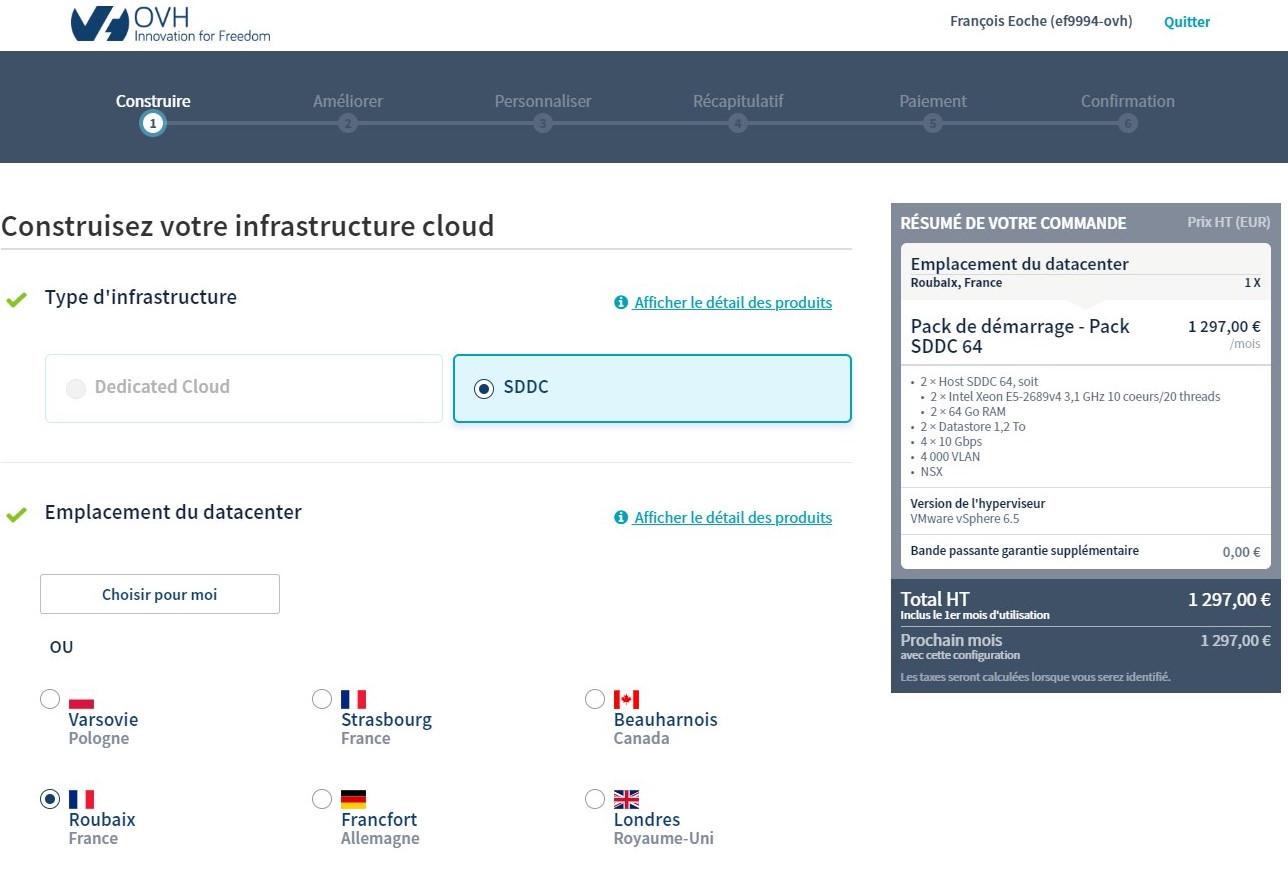 OVH
Innovation for Freedom
François Eoche (ef9994-ovh)
Quitter
Construire
Améliorer
Personnaliser
Récapitulatif
Paiement
Confirmation
1
2
3
4
5
6
Construisez votre infrastructure cloud
Type d'infrastructure
Afficher le détail des produits
Dedicated Cloud
SDDC
Emplacement du datacenter
Afficher le détail des produits
Choisir pour moi
OU
Varsovie
Pologne
Strasbourg
France
Beauharnois
Canada
Roubaix
France
Francfort
Allemagne
Londres
Royaume-Uni
RÉSUMÉ DE VOTRE COMMANDE
Prix HT (EUR)
Emplacement du datacenter
Roubaix, France
1 X
Pack de démarrage - Pack
SDDC 64
1 297,00 €
/mois
• 2 × Host SDDC 64, soit
• 2 × Intel Xeon E5-2689v4 3,1 GHz 10 coeurs/20 threads
• 2 × 64 Go RAM
• 2 × Datastore 1,2 To
• 4 × 10 Gbps
• 4 000 VLAN
• NSX
Version de l'hyperviseur
VMware vSphere 6.5
Bande passante garantie supplémentaire
0,00 €
Total HT
1 297,00 €
Inclus le 1er mois d'utilisation
Prochain mois
1 297,00 €
avec cette configuration
Les taxes seront calculées lorsque vous serez identifié.